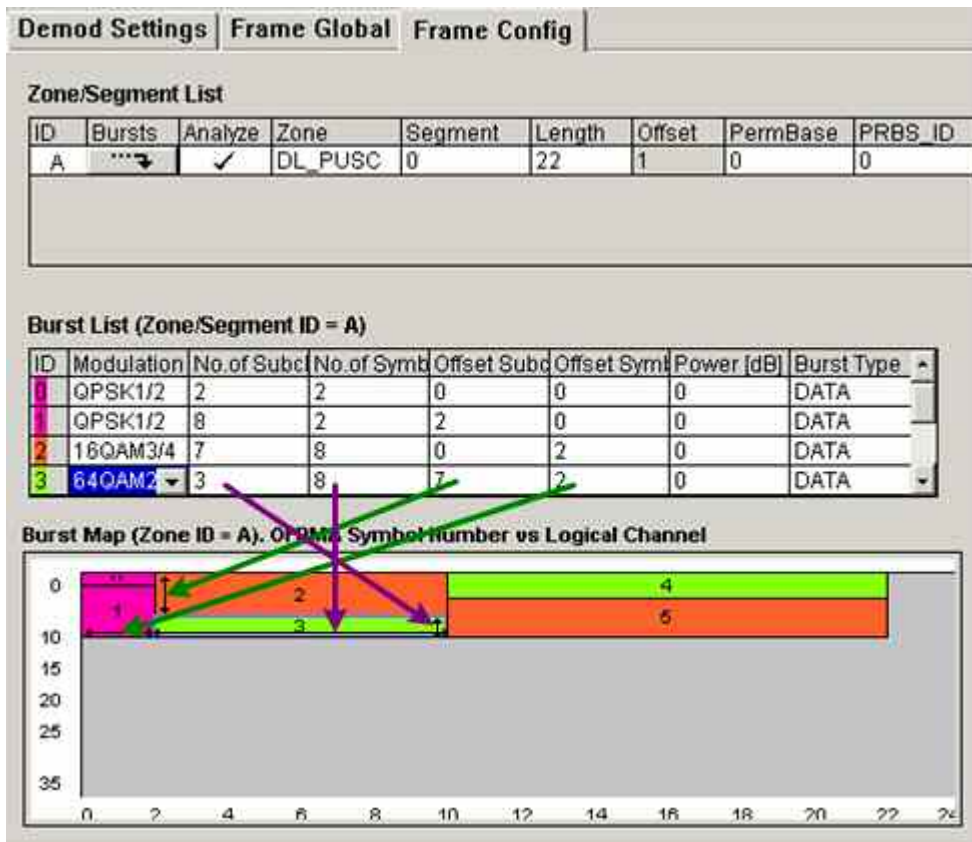 Demod Settings Frame Global Frame Config
Zone/Segment List
ID Bursts Analyze Zone Segment Length Offset PermBase PRBS_ID
A DL_PUSC 0 22 1 0 0
Burst List (Zone/Segment ID = A)
ID Modulation No.of Subcl No.of Symb Offset Subc Offset Symb Power [dB] Burst Type
0 QPSK1/2 2 2 0 0 0 DATA
1 QPSK1/2 8 2 2 0 0 DATA
2 16QAM3/4 7 8 0 2 0 DATA
3 64QAM2 3 8 7 2 0 DATA
Burst Map (Zone ID = A). OFDMA Symbol Number vs Logical Channel
0
10
15
20
25
35
1
2
3
4
5
0 2 4 6 8 10 12 14 16 18 20 22 24